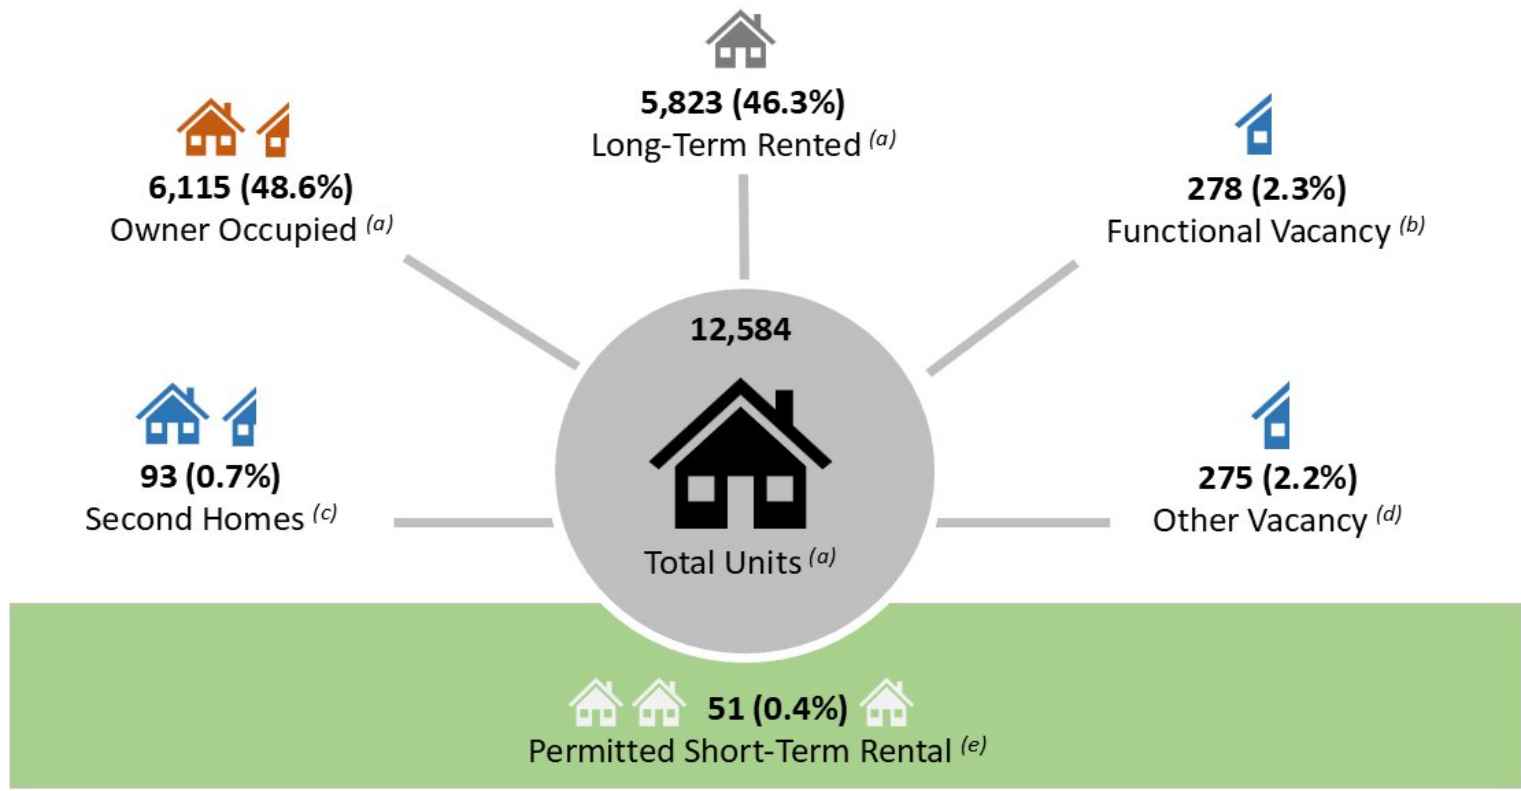 5,823 (46.3%)
Long-Term Rented (a)
6,115 (48.6%)
Owner Occupied (a)
278 (2.3%)
Functional Vacancy (b)
12,584
Total Units (a)
93 (0.7%)
Second Homes (c)
275 (2.2%)
Other Vacancy (d)
51 (0.4%)
Permitted Short-Term Rental (e)